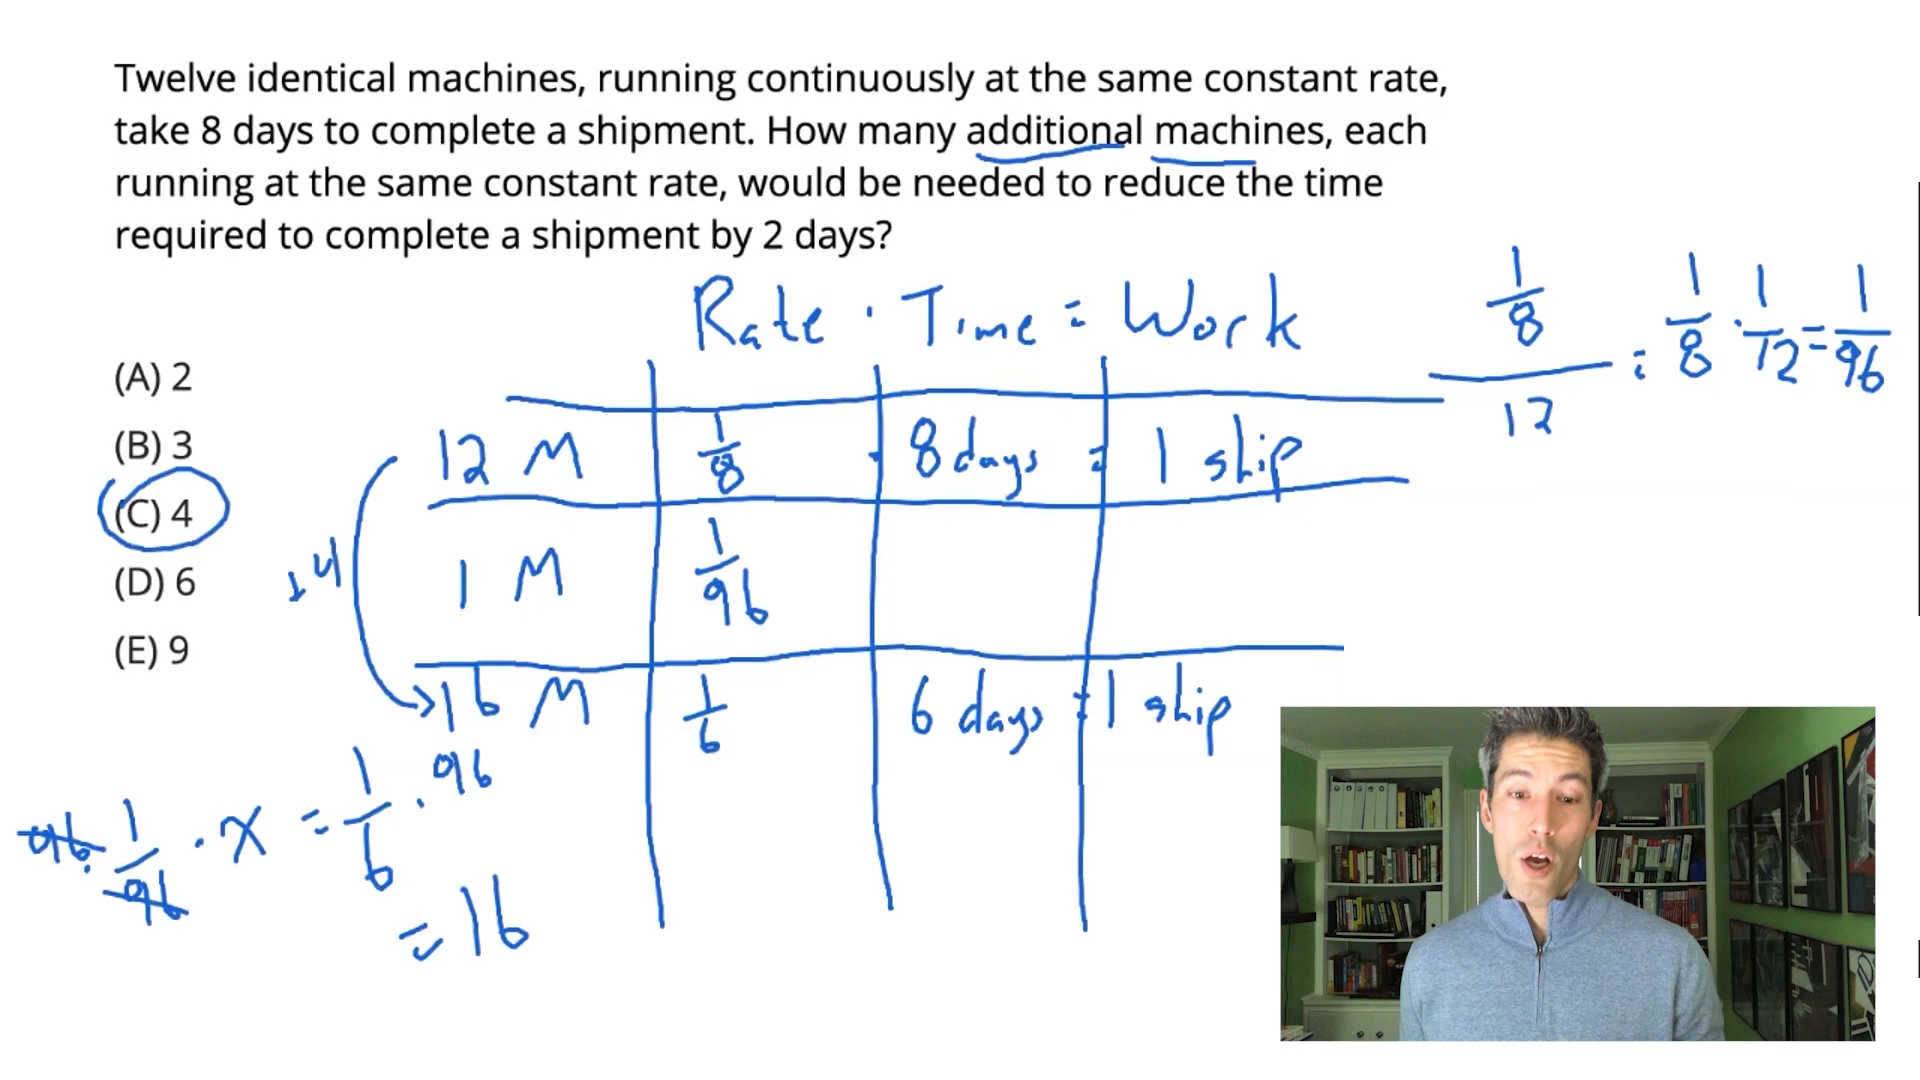 Twelve identical machines, running continuously at the same constant rate,
take 8 days to complete a shipment. How many additional machines, each
running at the same constant rate, would be needed to reduce the time
required to complete a shipment by 2 days?
Rate · Time = Work
1/8 / 12 = 1/8 · 1/12 = 1/96
(A) 2
(B) 3
(C) 4
(D) 6
(E) 9
12 M 1/8 · 8 days = 1 ship
+4
1 M 1/96
16 M 1/6 6 days = 1 ship
96 · 1/96 · x = 1/6 · 96
= 16